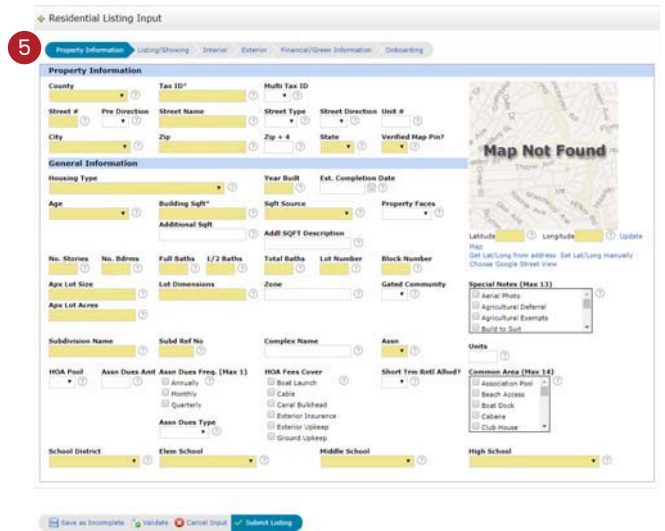 Residential Listing Input
5
Property Information Listing/Showing Interior Exterior Financial/Green Information Onboarding
Property Information
County Tax ID* Multi Tax ID
Street # Pre Direction Street Name Street Type Street Direction Unit #
City Zip Zip + 4 State Verified Map Pin?
Map Not Found
General Information
Housing Type Year Built Est. Completion Date
Age Building Sqft* Sqft Source Property Faces
Additional Sqft Addl SQFT Description
Latitude Longitude Update Map
Get Lat/Long from address Set Lat/Long manually
Choose Google Street View
No. Stories No. Bdrms Full Baths 1/2 Baths Total Baths Lot Number Block Number
Apx Lot Size Lot Dimensions Zone Gated Community Special Notes (Max 13)
Aerial Photo
Agricultural Deferral
Agricultural Exempts
Build to Suit
Apx Lot Acres
Subdivision Name Subd Ref No Complex Name Assn Units
HOA Pool Assn Dues Amt Assn Dues Freq. (Max 1) HOA Fees Cover Short Trm Rntl Allwd? Common Area (Max 14)
Annually
Monthly
Quarterly
Assn Dues Type
Boat Launch
Cable
Canal Bulkhead
Exterior Insurance
Exterior Upkeep
Ground Upkeep
Association Pool
Beach Access
Boat Dock
Cabana
Club House
School District Elem School Middle School High School
Save as Incomplete Validate Cancel Input Submit Listing